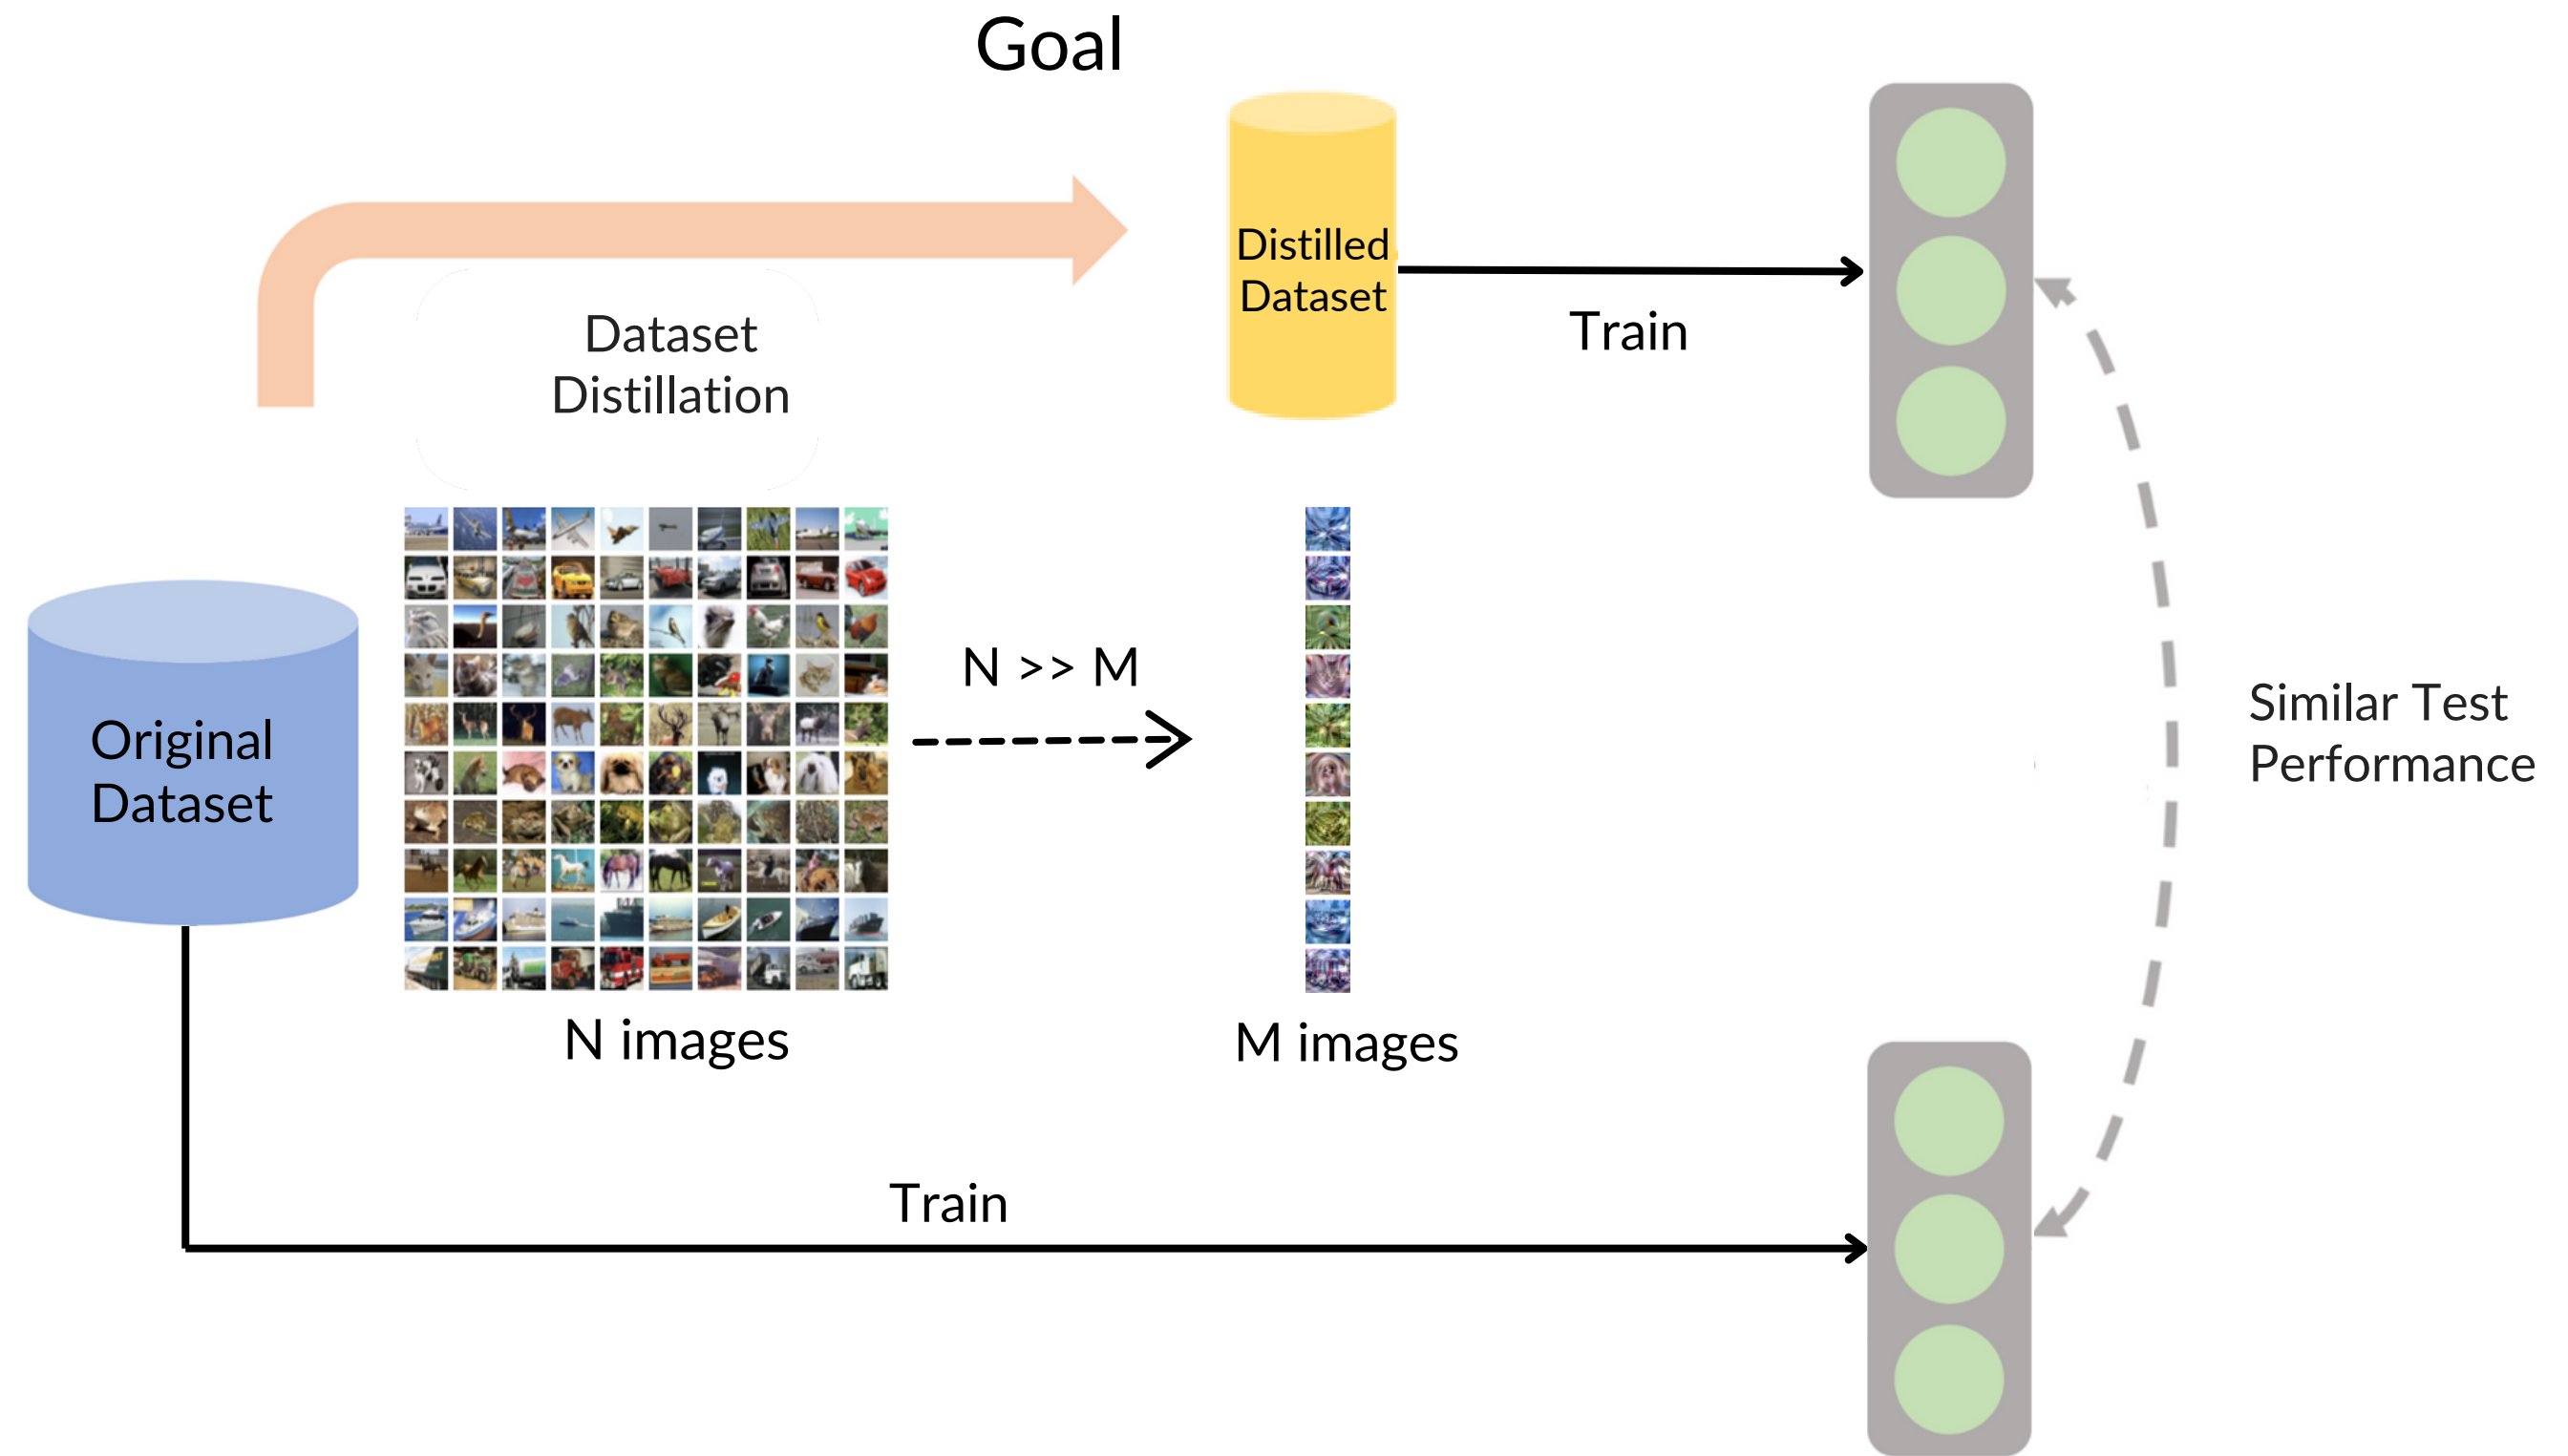 Goal
Distilled
Dataset
Train
Dataset
Distillation
N >> M
Original
Dataset
Similar Test
Performance
N images
M images
Train